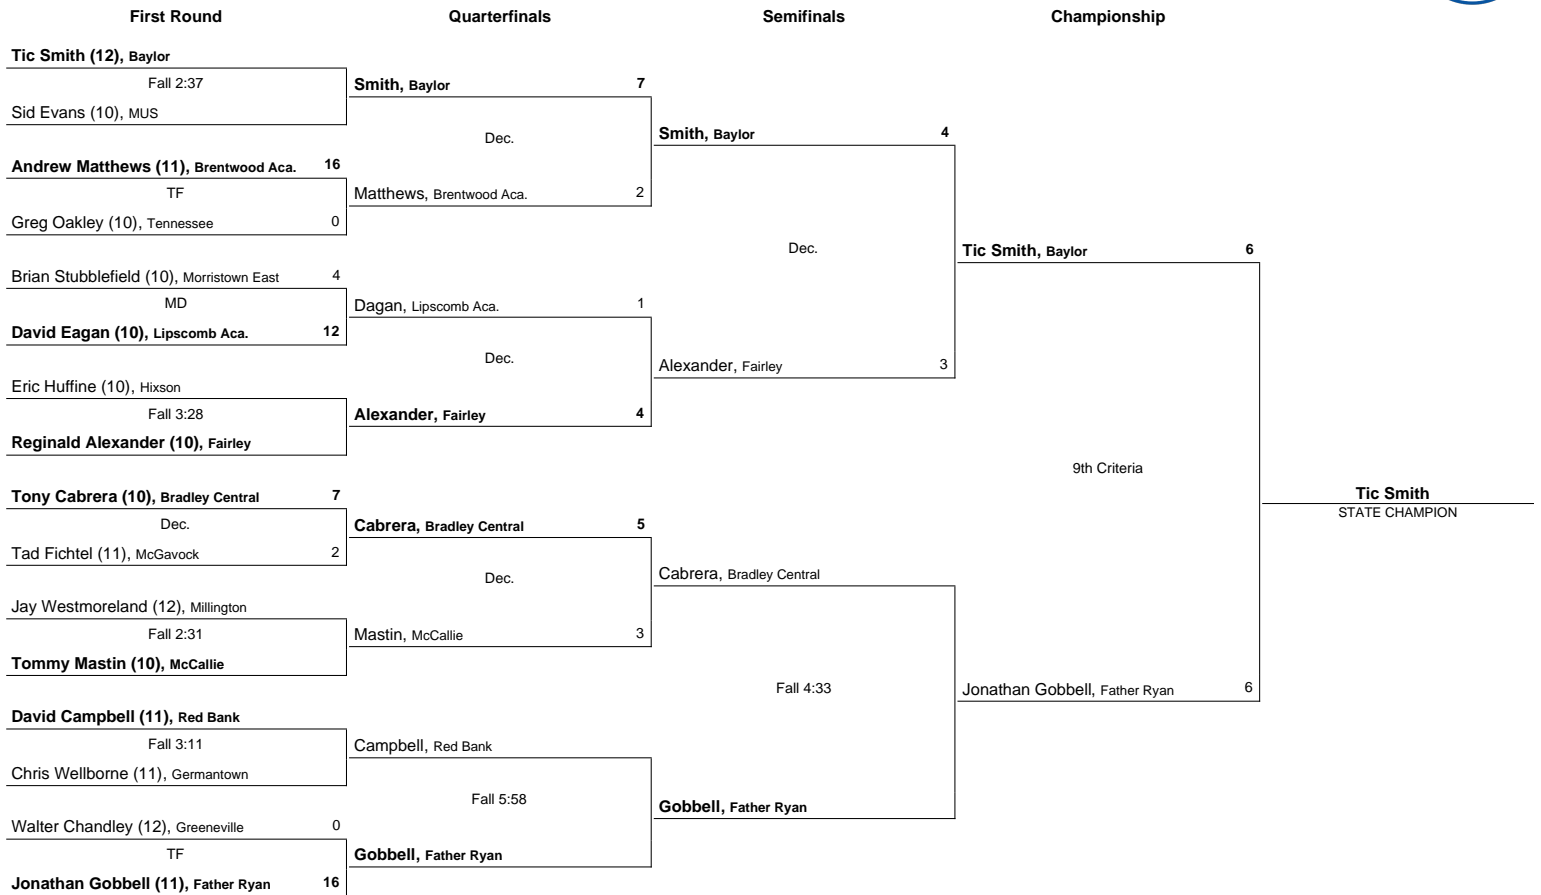 First Round Quarterfinals Semifinals Championship
Tic Smith (12), Baylor
Fall 2:37
Sid Evans (10), MUS
Smith, Baylor 7
Dec.
Andrew Matthews (11), Brentwood Aca. 16
TF
Greg Oakley (10), Tennessee 0
Matthews, Brentwood Aca. 2
Smith, Baylor 4
Dec.
Brian Stubblefield (10), Morristown East 4
MD
David Eagan (10), Lipscomb Aca. 12
Dagan, Lipscomb Aca. 1
Dec.
Eric Huffine (10), Hixson
Fall 3:28
Reginald Alexander (10), Fairley
Alexander, Fairley 4
Alexander, Fairley 3
Tic Smith, Baylor 6
9th Criteria
Tony Cabrera (10), Bradley Central 7
Dec.
Tad Fichtel (11), McGavock 2
Cabrera, Bradley Central 5
Dec.
Jay Westmoreland (12), Millington
Fall 2:31
Tommy Mastin (10), McCallie
Mastin, McCallie 3
Cabrera, Bradley Central
Fall 4:33
David Campbell (11), Red Bank
Fall 3:11
Chris Wellborne (11), Germantown
Campbell, Red Bank
Fall 5:58
Walter Chandley (12), Greeneville 0
TF
Jonathan Gobbell (11), Father Ryan 16
Gobbell, Father Ryan
Gobbell, Father Ryan
Jonathan Gobbell, Father Ryan 6
Tic Smith
STATE CHAMPION